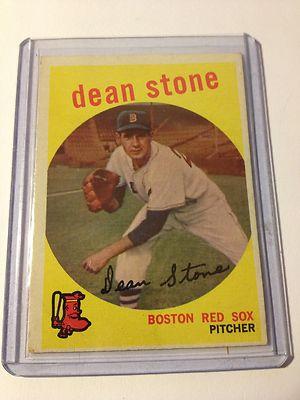 dean stone
B
Dean Stone
BOSTON RED SOX
PITCHER